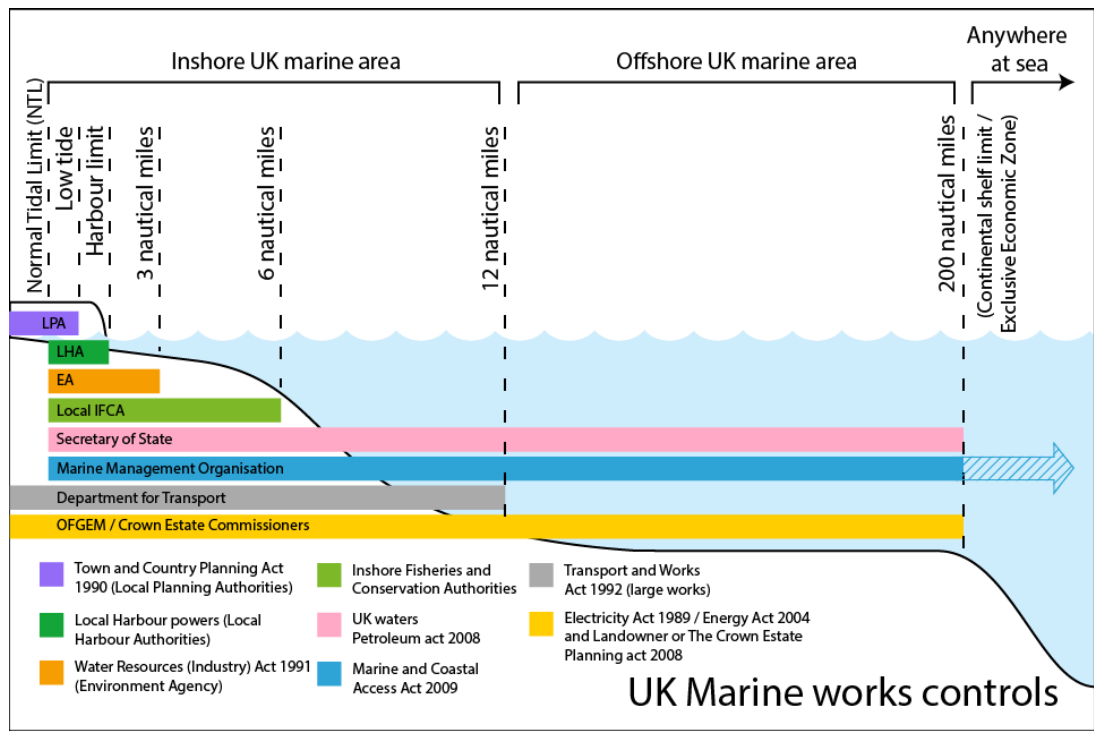 Inshore UK marine area
Offshore UK marine area
Anywhere
at sea
Normal Tidal Limit (NTL)
Low tide
Harbour limit
3 nautical miles
6 nautical miles
12 nautical miles
200 nautical miles
(Continental shelf limit /
Exclusive Economic Zone)
LPA
LHA
EA
Local IFCA
Secretary of State
Marine Management Organisation
Department for Transport
OFGEM / Crown Estate Commissioners
Town and Country Planning Act
1990 (Local Planning Authorities)
Local Harbour powers (Local
Harbour Authorities)
Water Resources (Industry) Act 1991
(Environment Agency)
Inshore Fisheries and
Conservation Authorities
UK waters
Petroleum act 2008
Marine and Coastal
Access Act 2009
Transport and Works
Act 1992 (large works)
Electricity Act 1989 / Energy Act 2004
and Landowner or The Crown Estate
Planning act 2008
UK Marine works controls